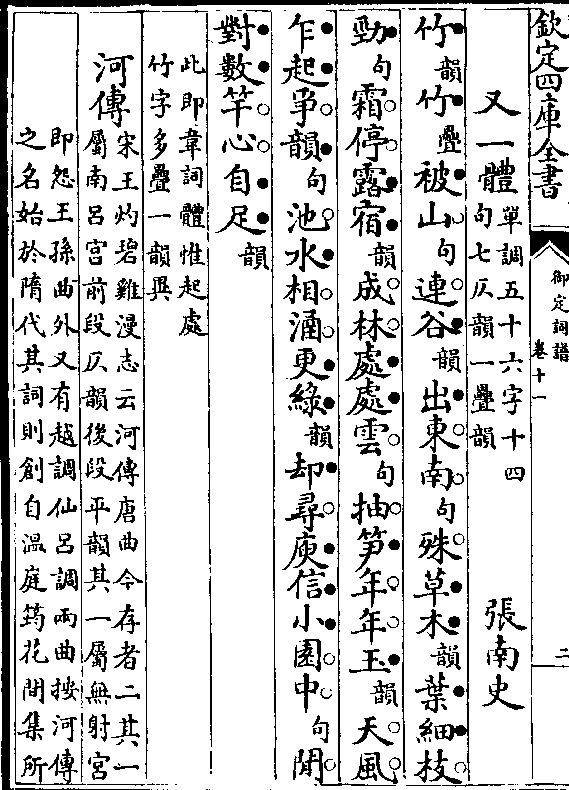 欽定四庫全書
御定詞譜
卷十一
二
又一體
單調五十六字十四
句七仄韻一疊韻
張南史
竹韻竹疊被山句連谷韻出東南句殊草木韻葉細枝
勁句霜停露宿韻成林處處雲句抽笋年年玉韻天風
乍起爭韻句池水相涵更綠韻却尋庾信小園中句閒
對數竿心自足韻
此即韋詞體惟起處
竹字多疊一韻異
河傳
宋王灼碧雞漫志云河傳唐曲今存者二其一
屬南呂宮前段仄韻後段平韻其一屬無射宮
即怨王孫曲外又有越調仙呂調兩曲按河傳
之名始於隋代其詞則創自溫庭筠花間集所